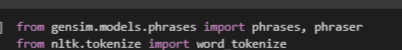 ] from gensim.models.phrases import phrases, phraser
from nltk.tokenize import word_tokenize